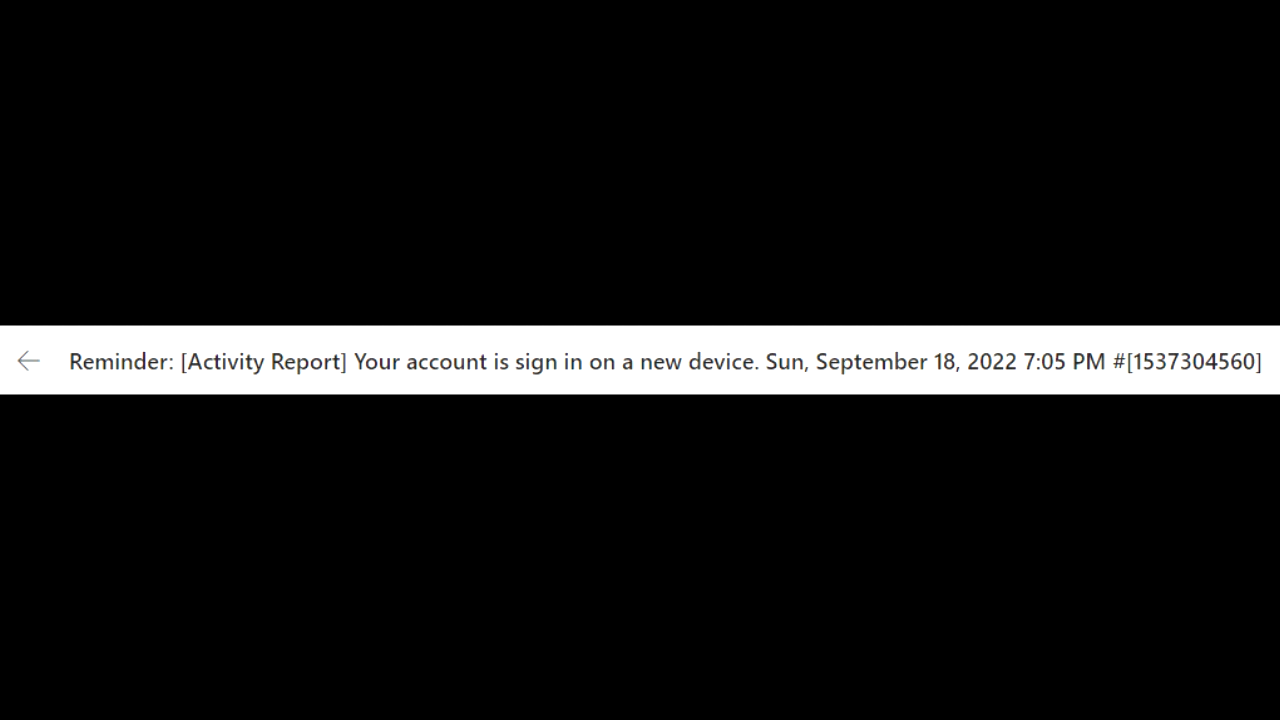 Reminder: [Activity Report] Your account is sign in on a new device. Sun, September 18, 2022 7:05 PM #[1537304560]